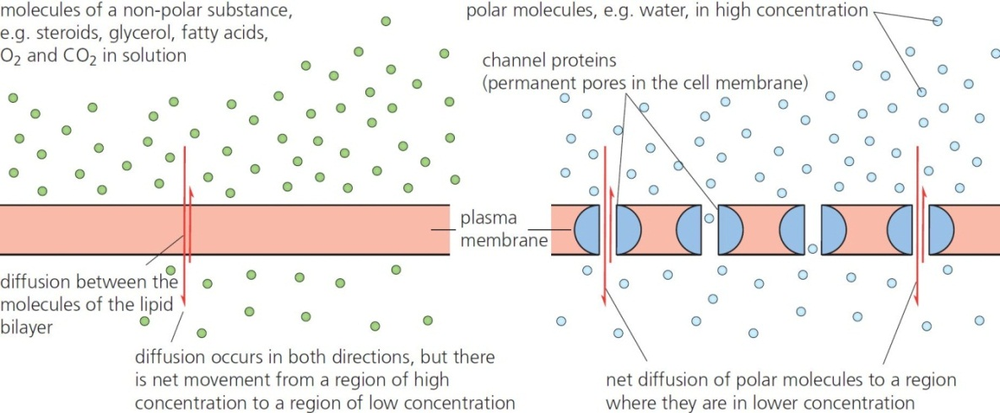 molecules of a non-polar substance,
e.g. steroids, glycerol, fatty acids,
O₂ and CO₂ in solution
polar molecules, e.g. water, in high concentration
channel proteins
(permanent pores in the cell membrane)
plasma
membrane
diffusion between the
molecules of the lipid
bilayer
diffusion occurs in both directions, but there
is net movement from a region of high
concentration to a region of low concentration
net diffusion of polar molecules to a region
where they are in lower concentration